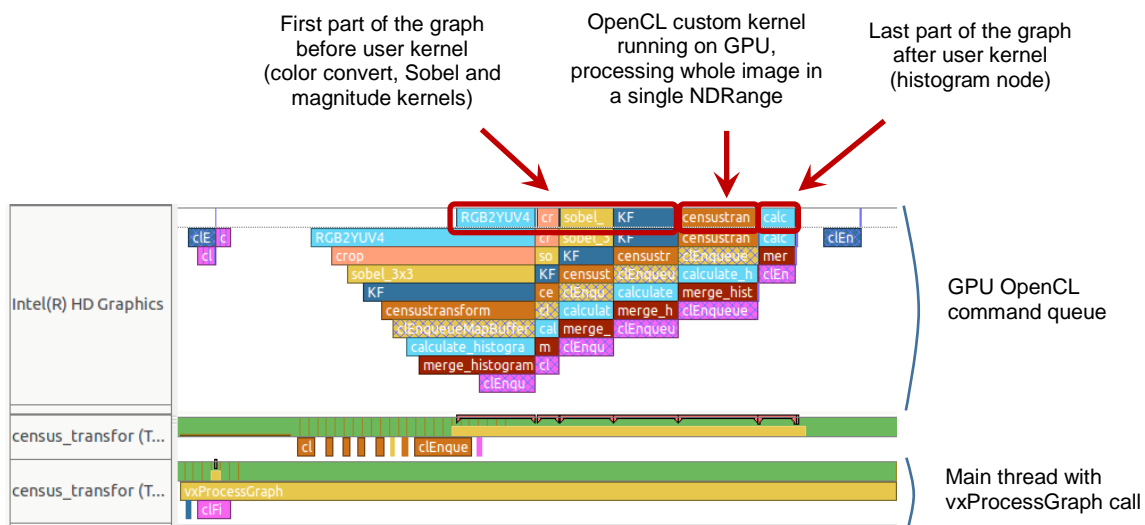 First part of the graph
before user kernel
(color convert, Sobel and
magnitude kernels)
OpenCL custom kernel
running on GPU,
processing whole image in
a single NDRange
Last part of the graph
after user kernel
(histogram node)
RGB2YUV4 cr sobel_ KF censustran calc
clE c RGB2YUV4 cr sobel_3 KF censustran calc clEn
cl crop so KF censustr clEnqueue mer
sobel_3x3 KF censust clEnqueu calculate_h clEn
Intel(R) HD Graphics
KF ce clEnqu calculate merge_hist
censustransform cl calculat merge_h clEnqueue
clEnqueueMapBuffer cal merge_ clEnqueu
calculate_histogra m clEnqu
merge_histogram cl
clEnqu
GPU OpenCL
command queue
census_transfor (T...
cl clEnque
census_transfor (T...
vxProcessGraph
clFi
Main thread with
vxProcessGraph call